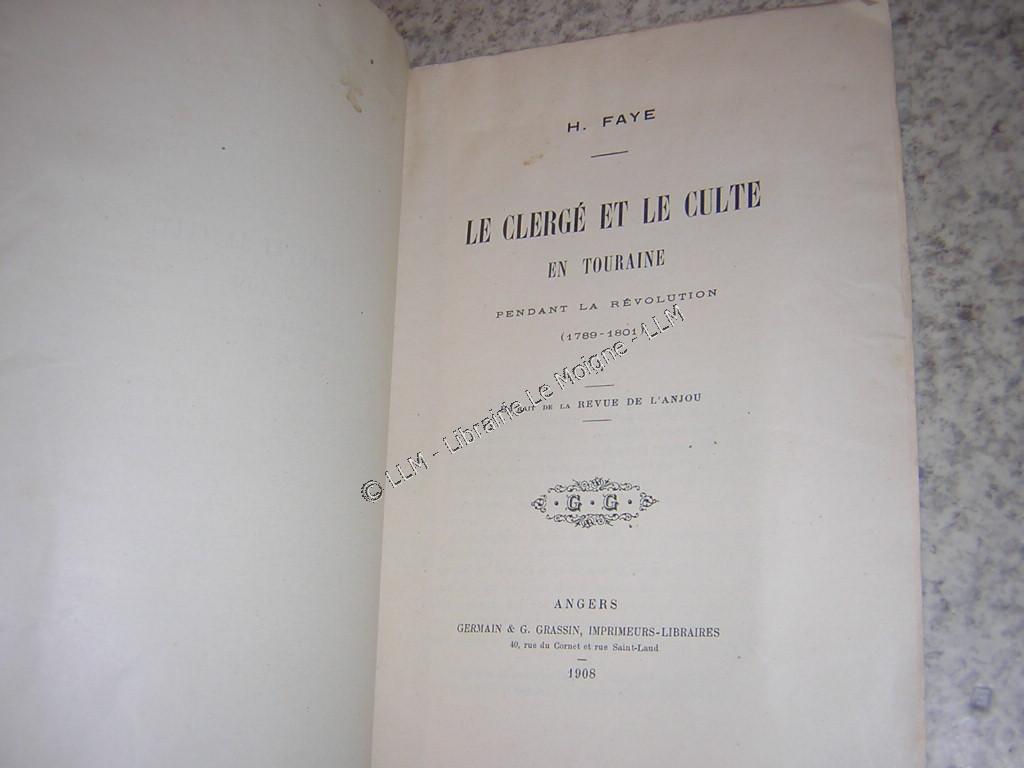 H. FAYE
LE CLERGÉ ET LE CULTE
EN TOURAINE
PENDANT LA RÉVOLUTION
(1789-1801)
DE LA REVUE DE L'ANJOU
© LLM - Librairie Le Moigne - LLM
· G · G ·
ANGERS
GERMAIN & G. GRASSIN, IMPRIMEURS-LIBRAIRES
40, rue du Cornet et rue Saint-Laud
1908